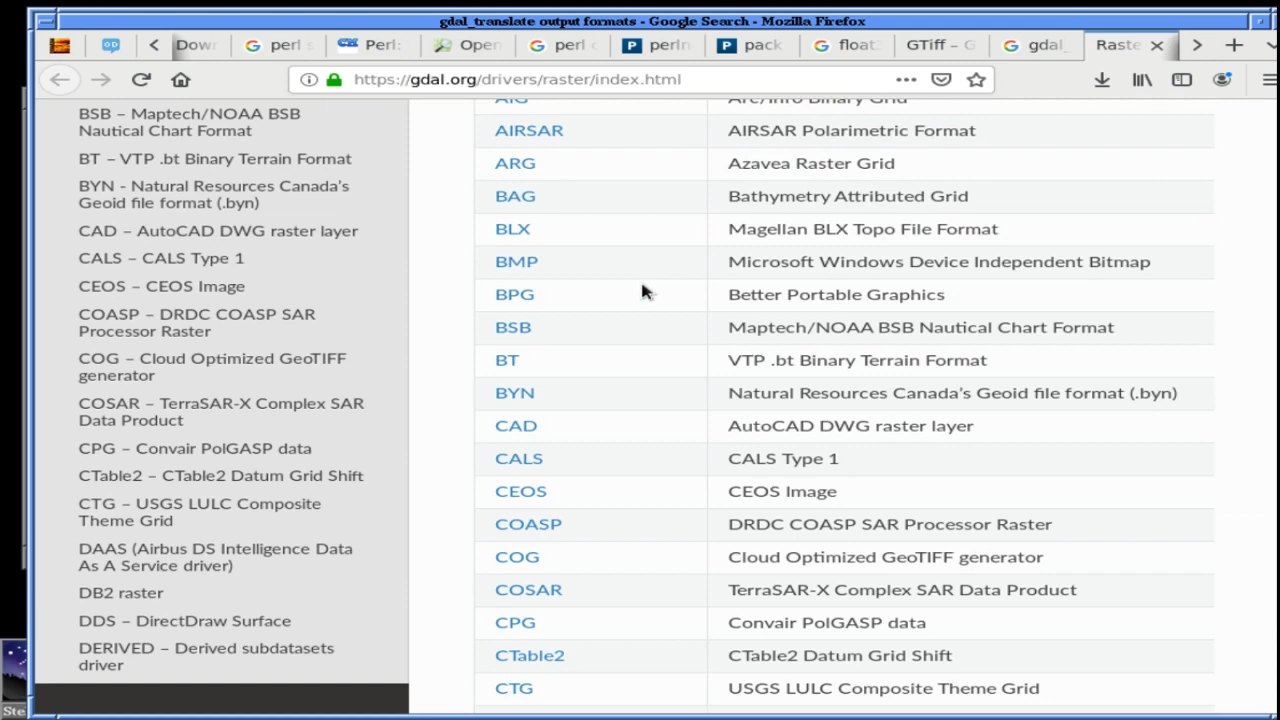 gdal_translate output formats - Google Search - Mozilla Firefox
Down
perl
Perl:
Open
perl
perln
pack
float
GTiff – G
gdal_
Raste
https://gdal.org/drivers/raster/index.html
BSB – Maptech/NOAA BSB
Nautical Chart Format
BT – VTP .bt Binary Terrain Format
BYN - Natural Resources Canada's
Geoid file format (.byn)
CAD – AutoCAD DWG raster layer
CALS – CALS Type 1
CEOS – CEOS Image
COASP – DRDC COASP SAR
Processor Raster
COG – Cloud Optimized GeoTIFF
generator
COSAR – TerraSAR-X Complex SAR
Data Product
CPG – Convair PolGASP data
CTable2 – CTable2 Datum Grid Shift
CTG – USGS LULC Composite
Theme Grid
DAAS (Airbus DS Intelligence Data
As A Service driver)
DB2 raster
DDS – DirectDraw Surface
DERIVED – Derived subdatasets
driver
AIG Arc/Info Binary Grid
AIRSAR AIRSAR Polarimetric Format
ARG Azavea Raster Grid
BAG Bathymetry Attributed Grid
BLX Magellan BLX Topo File Format
BMP Microsoft Windows Device Independent Bitmap
BPG Better Portable Graphics
BSB Maptech/NOAA BSB Nautical Chart Format
BT VTP .bt Binary Terrain Format
BYN Natural Resources Canada's Geoid file format (.byn)
CAD AutoCAD DWG raster layer
CALS CALS Type 1
CEOS CEOS Image
COASP DRDC COASP SAR Processor Raster
COG Cloud Optimized GeoTIFF generator
COSAR TerraSAR-X Complex SAR Data Product
CPG Convair PolGASP data
CTable2 CTable2 Datum Grid Shift
CTG USGS LULC Composite Theme Grid
Ste